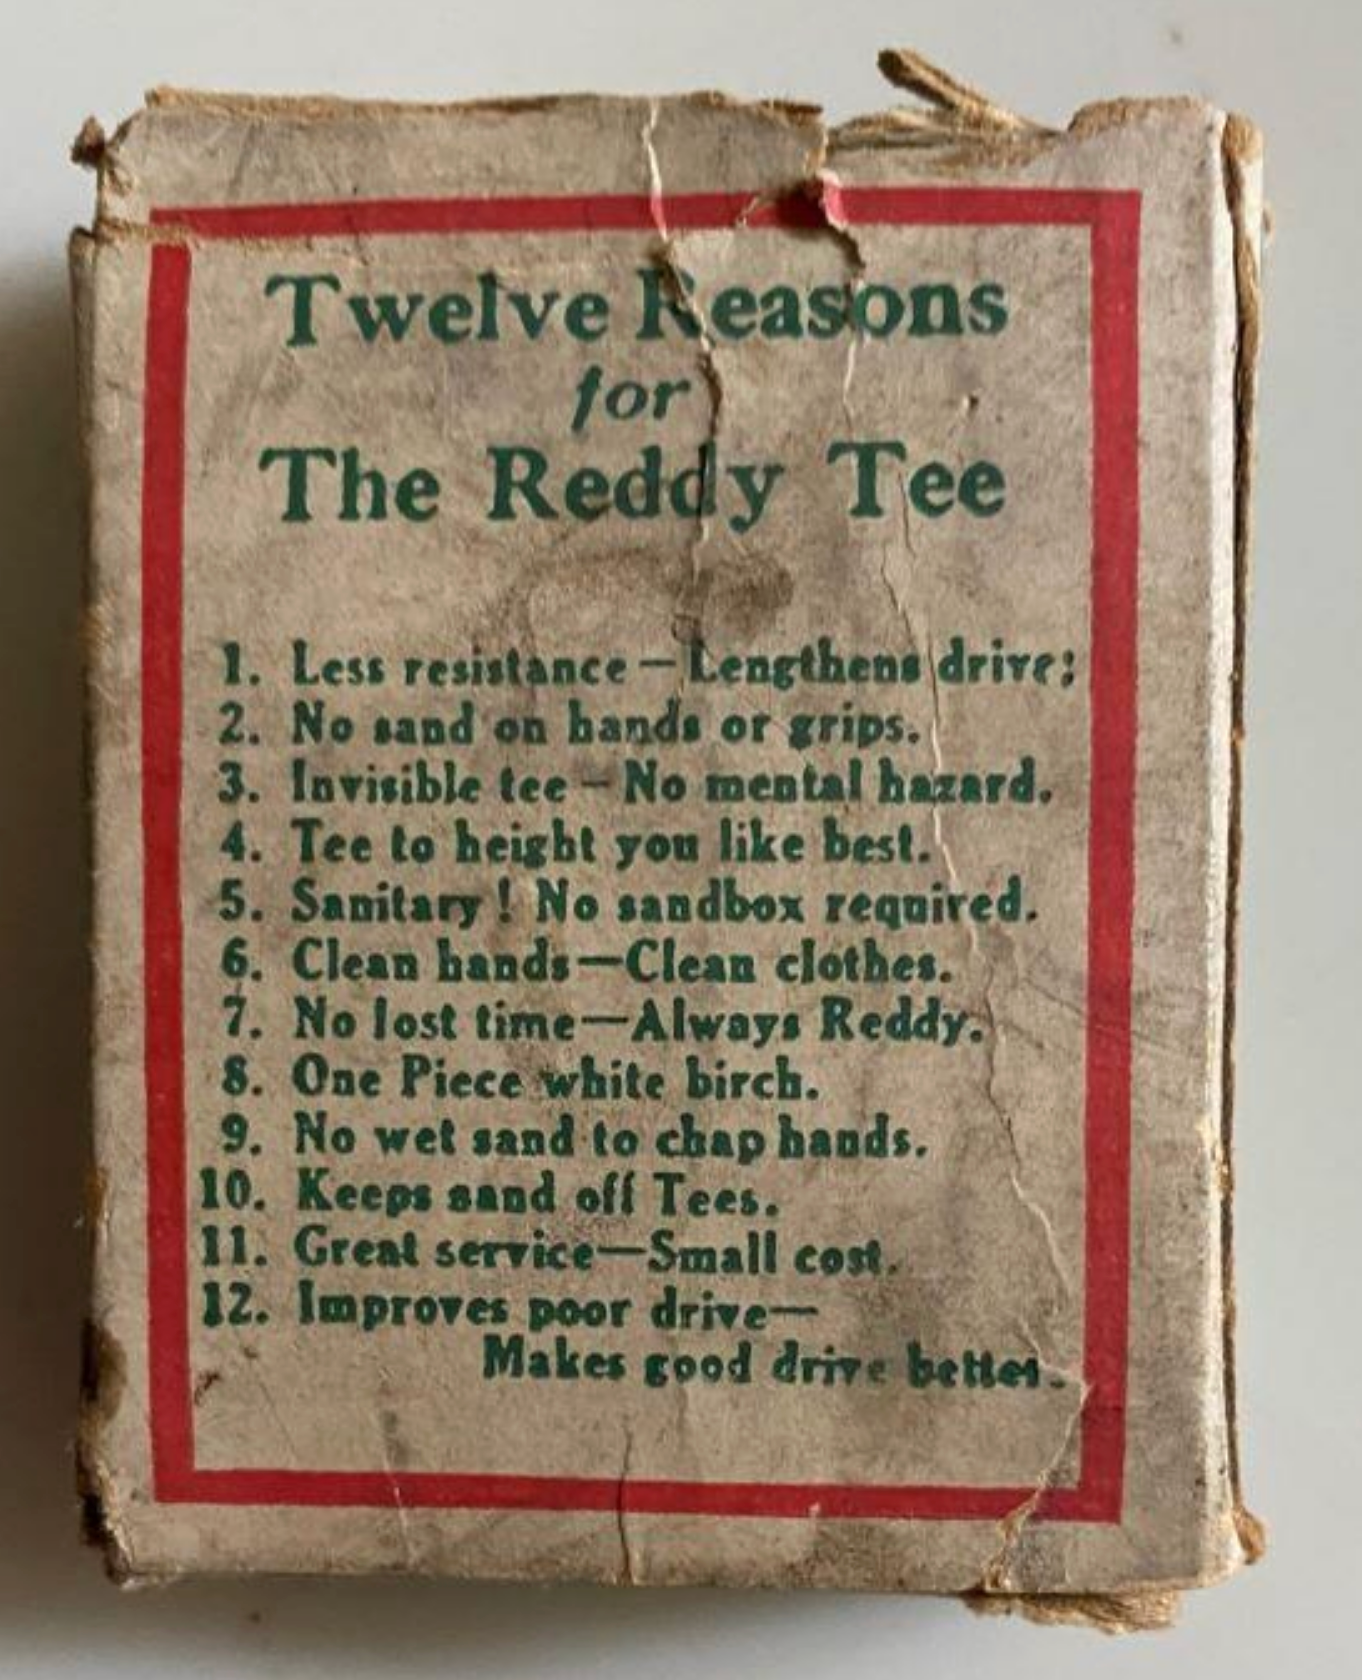 Twelve Reasons
for
The Reddy Tee
1. Less resistance — Lengthens drive;
2. No sand on hands or grips.
3. Invisible tee – No mental hazard.
4. Tee to height you like best.
5. Sanitary! No sandbox required.
6. Clean hands—Clean clothes.
7. No lost time—Always Reddy.
8. One Piece white birch.
9. No wet sand to chap hands.
10. Keeps sand off Tees.
11. Great service—Small cost.
12. Improves poor drive—
Makes good drive better.